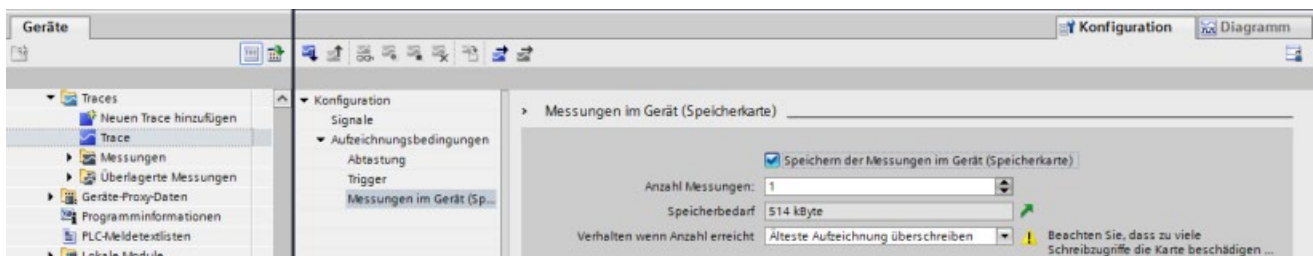 Geräte
Konfiguration
Diagramm
Traces
Neuen Trace hinzufügen
Trace
Messungen
Überlagerte Messungen
Geräte-Proxy-Daten
Programminformationen
PLC-Meldetextlisten
Lokale Module
Konfiguration
Signale
Aufzeichnungsbedingungen
Abtastung
Trigger
Messungen im Gerät (Sp...
Messungen im Gerät (Speicherkarte)
Speichern der Messungen im Gerät (Speicherkarte)
Anzahl Messungen: 1
Speicherbedarf 514 kByte
Verhalten wenn Anzahl erreicht Älteste Aufzeichnung überschreiben
Beachten Sie, dass zu viele
Schreibzugriffe die Karte beschädigen ...